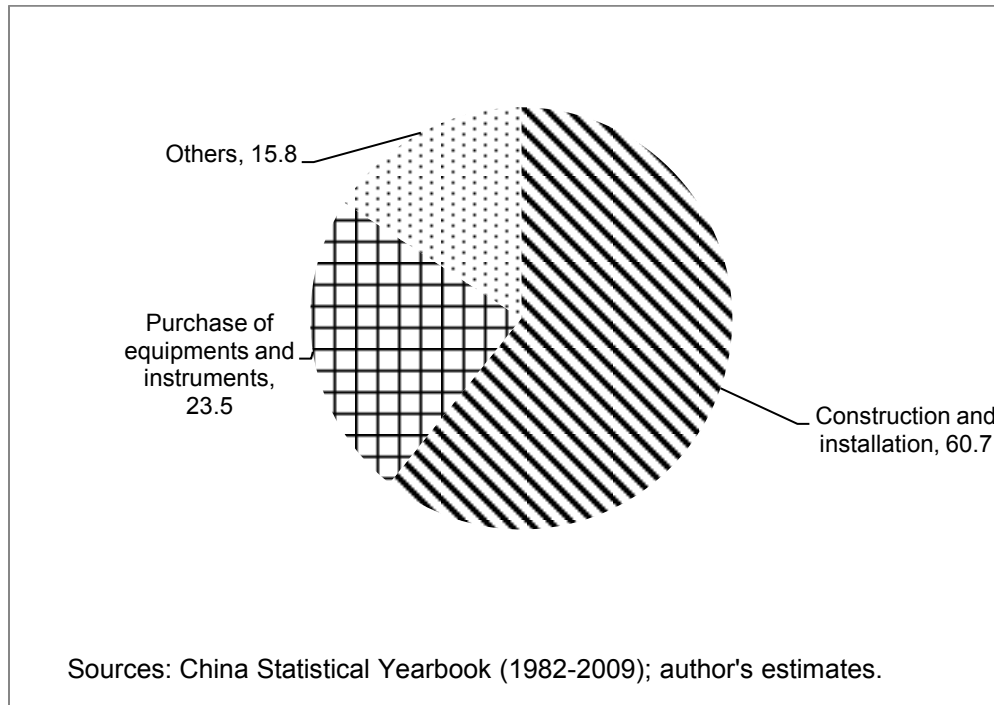 Others, 15.8
Purchase of
equipments and
instruments,
23.5
Construction and
installation, 60.7
Sources: China Statistical Yearbook (1982-2009); author's estimates.